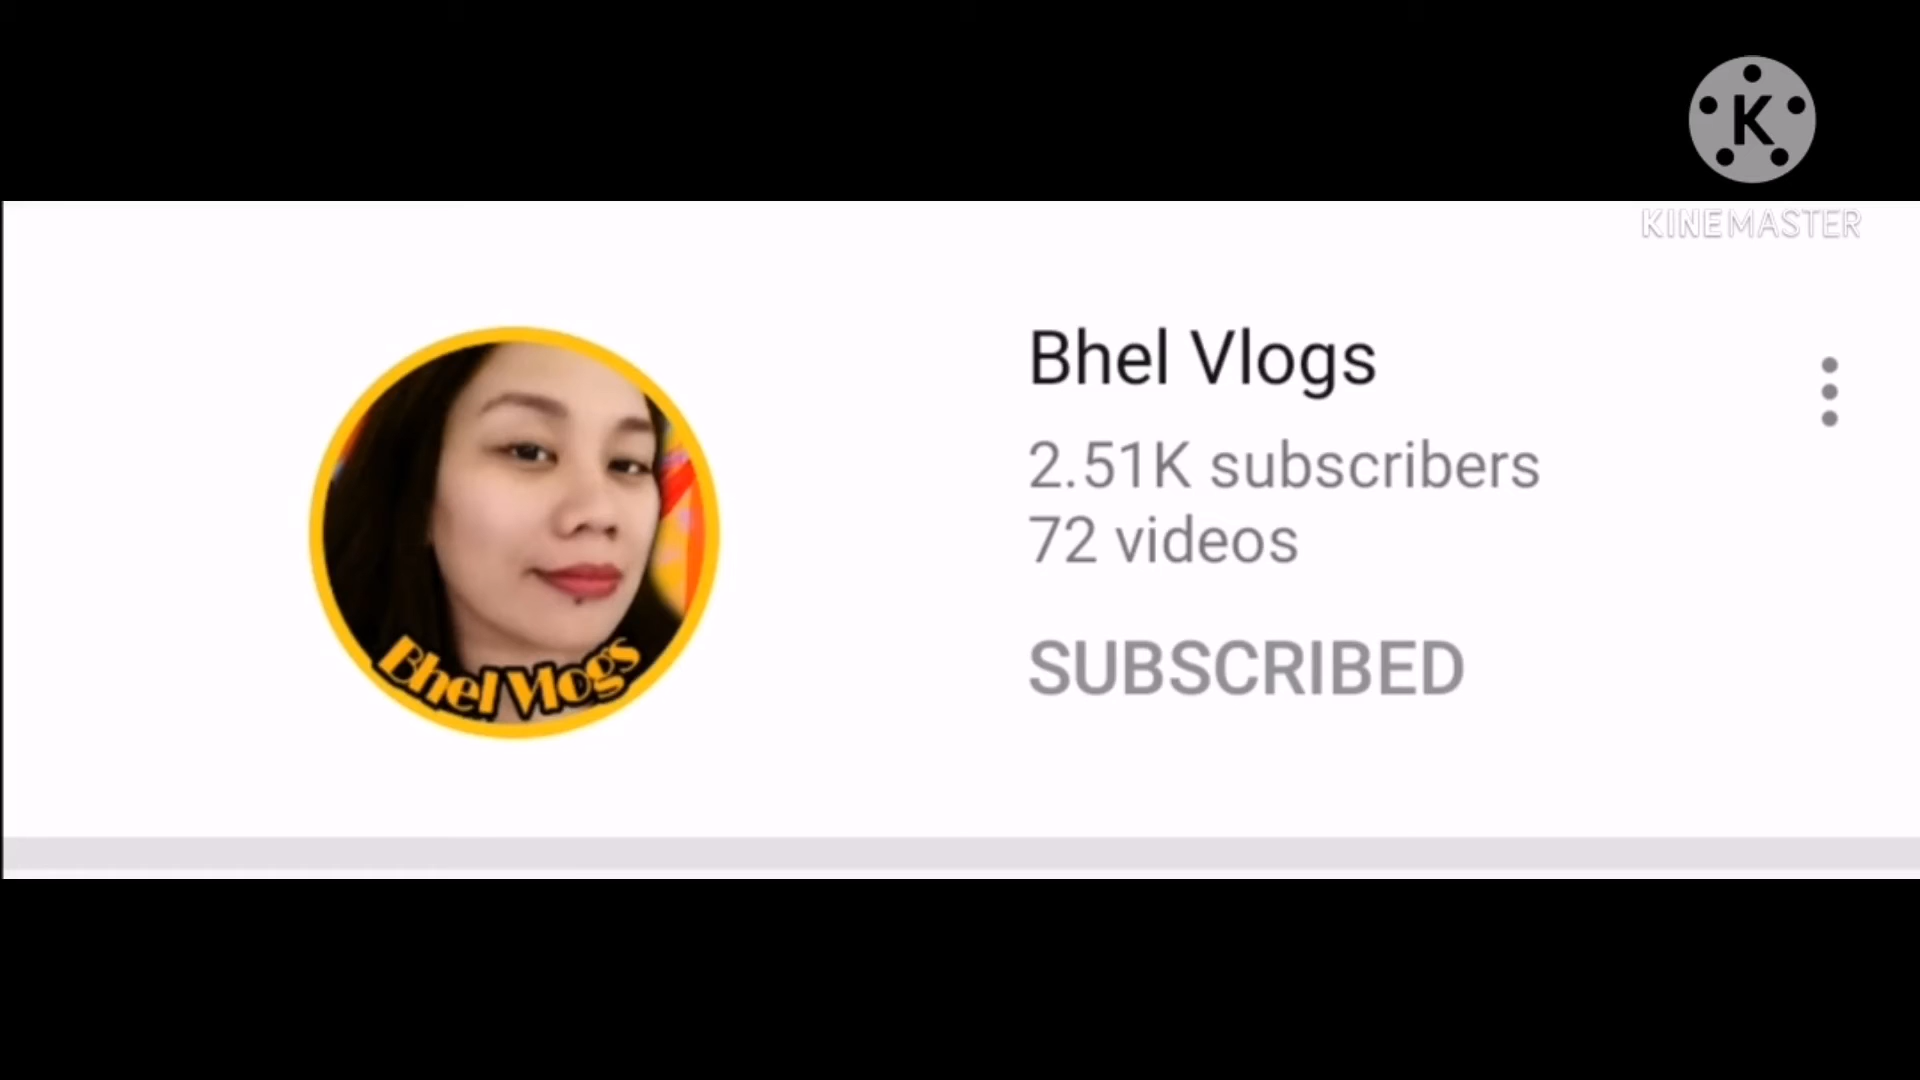 K
KINEMASTER
Bhel Vlogs
2.51K subscribers
72 videos
SUBSCRIBED
Bhel Vlogs